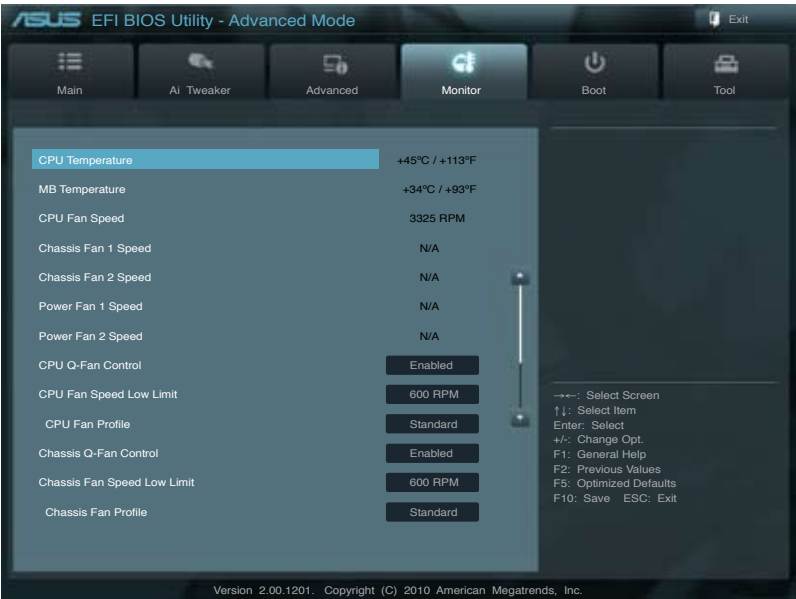 ASUS EFI BIOS Utility - Advanced Mode
Exit
Main Ai Tweaker Advanced Monitor Boot Tool
CPU Temperature +45ºC / +113ºF
MB Temperature +34ºC / +93ºF
CPU Fan Speed 3325 RPM
Chassis Fan 1 Speed N/A
Chassis Fan 2 Speed N/A
Power Fan 1 Speed N/A
Power Fan 2 Speed N/A
CPU Q-Fan Control Enabled
CPU Fan Speed Low Limit 600 RPM
CPU Fan Profile Standard
Chassis Q-Fan Control Enabled
Chassis Fan Speed Low Limit 600 RPM
Chassis Fan Profile Standard
→←: Select Screen
↑↓: Select Item
Enter: Select
+/-: Change Opt.
F1: General Help
F2: Previous Values
F5: Optimized Defaults
F10: Save ESC: Exit
Version 2.00.1201. Copyright (C) 2010 American Megatrends, Inc.